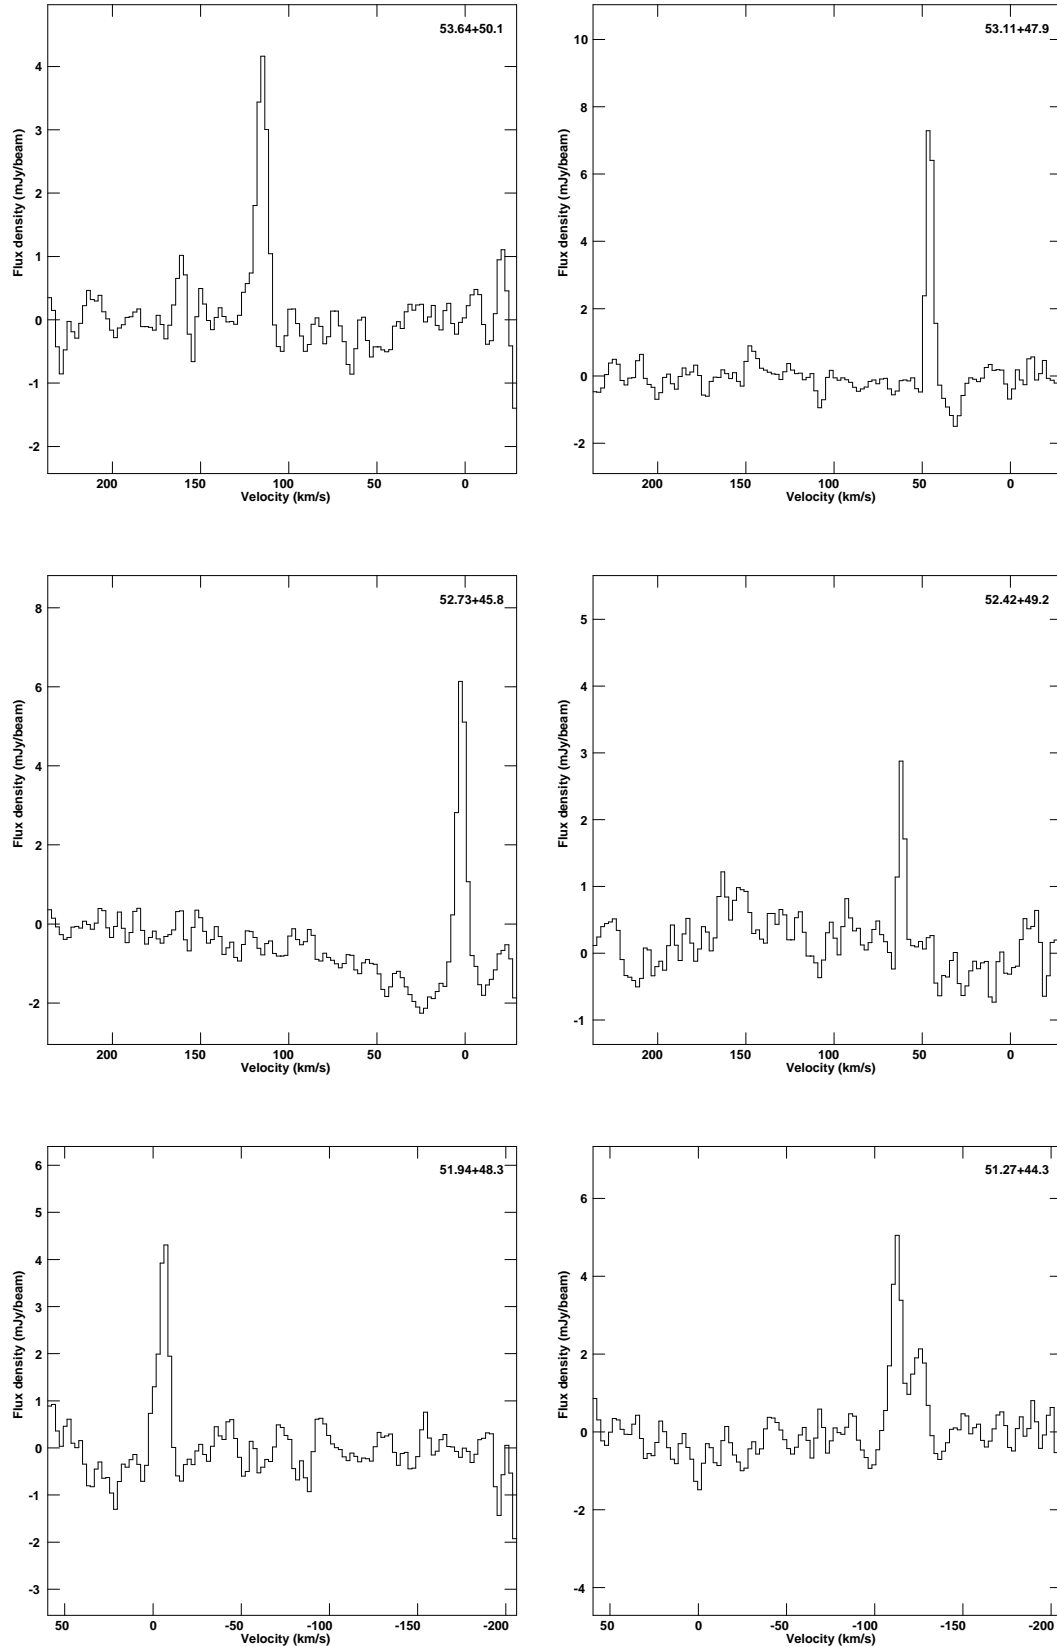 53.64+50.1
4
3
2
1
0
-1
-2
Flux density (mJy/beam)
200 150 100 50 0
Velocity (km/s)
53.11+47.9
10
8
6
4
2
0
-2
Flux density (mJy/beam)
200 150 100 50 0
Velocity (km/s)
52.73+45.8
8
6
4
2
0
-2
Flux density (mJy/beam)
200 150 100 50 0
Velocity (km/s)
52.42+49.2
5
4
3
2
1
0
-1
Flux density (mJy/beam)
200 150 100 50 0
Velocity (km/s)
51.94+48.3
6
5
4
3
2
1
0
-1
-2
-3
Flux density (mJy/beam)
50 0 -50 -100 -150 -200
Velocity (km/s)
51.27+44.3
6
4
2
0
-2
-4
Flux density (mJy/beam)
50 0 -50 -100 -150 -200
Velocity (km/s)